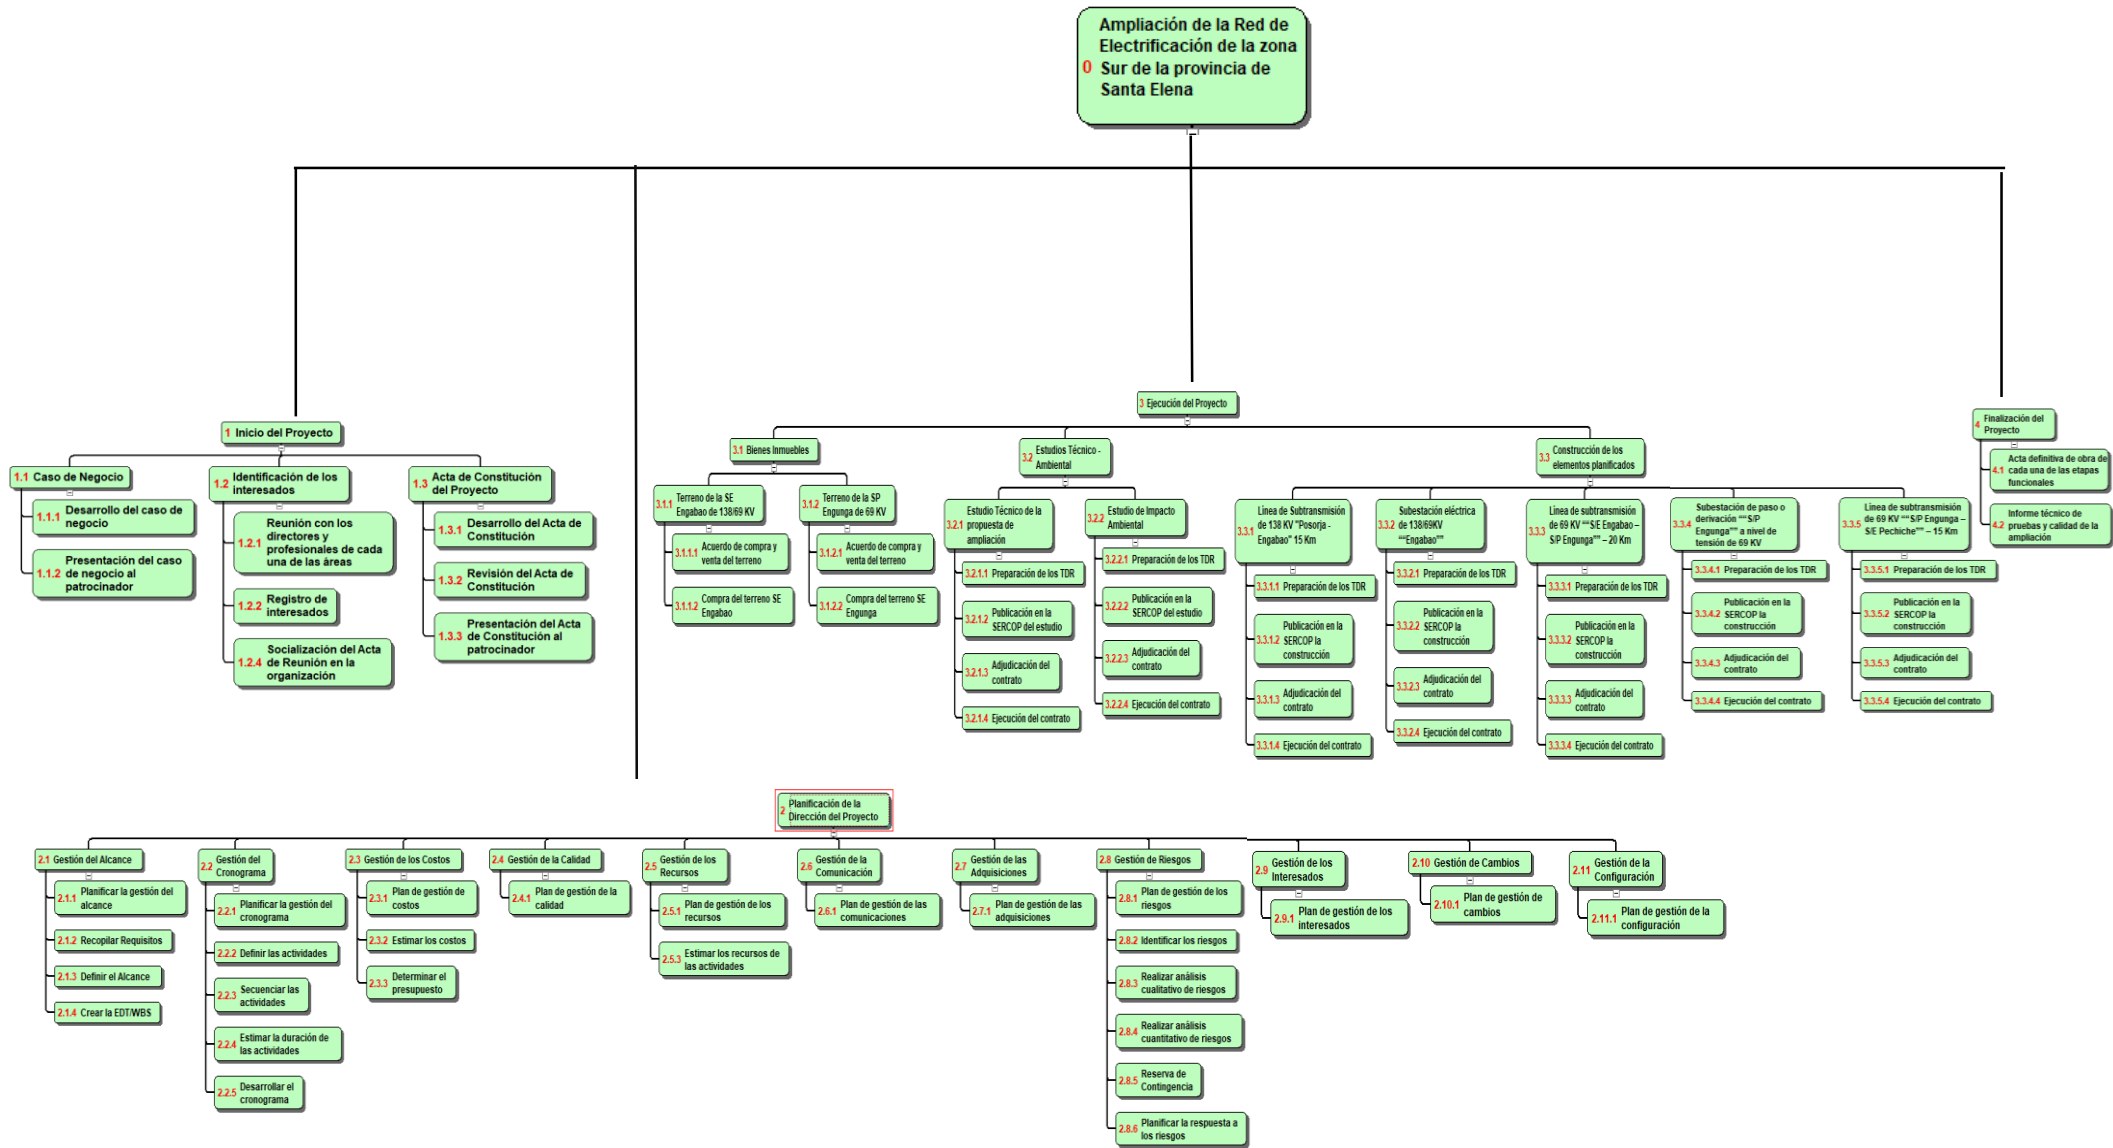 0
Ampliación de la Red de
Electrificación de la zona
Sur de la provincia de
Santa Elena
1 Inicio del Proyecto
1.1 Caso de Negocio
1.1.1 Desarrollo del caso de
negocio
1.1.2 Presentación del caso
de negocio al
patrocinador
1.2 Identificación de los
interesados
1.2.1 Reunión con los
directores y
profesionales de cada
una de las áreas
1.2.2 Registro de
interesados
1.2.4 Socialización del Acta
de Reunión en la
organización
1.3 Acta de Constitución
del Proyecto
1.3.1 Desarrollo del Acta de
Constitución
1.3.2 Revisión del Acta de
Constitución
1.3.3 Presentación del Acta
de Constitución al
patrocinador
3 Ejecución del Proyecto
3.1 Bienes Inmuebles
3.1.1 Terreno de la SE
Engabao de 138/69 KV
3.1.1.1 Acuerdo de compra y
venta del terreno
3.1.1.2 Compra del terreno SE
Engabao
3.1.2 Terreno de la SP
Engunga de 69 KV
3.1.2.1 Acuerdo de compra y
venta del terreno
3.1.2.2 Compra del terreno SE
Engunga
3.2 Estudios Técnico -
Ambiental
3.2.1 Estudio Técnico de la
propuesta de
ampliación
3.2.1.1 Preparación de los TDR
3.2.1.2 Publicación en la
SERCOP del estudio
3.2.1.3 Adjudicación del
contrato
3.2.1.4 Ejecución del contrato
3.2.2 Estudio de Impacto
Ambiental
3.2.2.1 Preparación de los TDR
3.2.2.2 Publicación en la
SERCOP del estudio
3.2.2.3 Adjudicación del
contrato
3.2.2.4 Ejecución del contrato
3.3 Construcción de los
elementos planificados
3.3.1 Línea de Subtransmisión
de 138 KV "Posorja -
Engabao" 15 Km
3.3.1.1 Preparación de los TDR
3.3.1.2 Publicación en la
SERCOP la
construcción
3.3.1.3 Adjudicación del
contrato
3.3.1.4 Ejecución del contrato
3.3.2 Subestación eléctrica
de 138/69KV
““Engabao””
3.3.2.1 Preparación de los TDR
3.3.2.2 Publicación en la
SERCOP la
construcción
3.3.2.3 Adjudicación del
contrato
3.3.2.4 Ejecución del contrato
3.3.3 Línea de subtransmisión
de 69 KV ““S/E Engabao –
S/P Engunga”” – 20 Km
3.3.3.1 Preparación de los TDR
3.3.3.2 Publicación en la
SERCOP la
construcción
3.3.3.3 Adjudicación del
contrato
3.3.3.4 Ejecución del contrato
3.3.4 Subestación de paso o
derivación ““S/P
Engunga”” a nivel de
tensión de 69 KV
3.3.4.1 Preparación de los TDR
3.3.4.2 Publicación en la
SERCOP la
construcción
3.3.4.3 Adjudicación del
contrato
3.3.4.4 Ejecución del contrato
3.3.5 Línea de subtransmisión
de 69 KV ““S/P Engunga –
S/E Pechiche”” – 15 Km
3.3.5.1 Preparación de los TDR
3.3.5.2 Publicación en la
SERCOP la
construcción
3.3.5.3 Adjudicación del
contrato
3.3.5.4 Ejecución del contrato
4 Finalización del
Proyecto
4.1 Acta definitiva de obra de
cada una de las etapas
funcionales
4.2 Informe técnico de
pruebas y calidad de la
ampliación
2 Planificación de la
Dirección del Proyecto
2.1 Gestión del Alcance
2.1.1 Planificar la gestión del
alcance
2.1.2 Recopilar Requisitos
2.1.3 Definir el Alcance
2.1.4 Crear la EDT/WBS
2.2 Gestión del
Cronograma
2.2.1 Planificar la gestión del
cronograma
2.2.2 Definir las actividades
2.2.3 Secuenciar las
actividades
2.2.4 Estimar la duración de
las actividades
2.2.5 Desarrollar el
cronograma
2.3 Gestión de los Costos
2.3.1 Plan de gestión de
costos
2.3.2 Estimar los costos
2.3.3 Determinar el
presupuesto
2.4 Gestión de la Calidad
2.4.1 Plan de gestión de la
calidad
2.5 Gestión de los
Recursos
2.5.1 Plan de gestión de los
recursos
2.5.3 Estimar los recursos de
las actividades
2.6 Gestión de la
Comunicación
2.6.1 Plan de gestión de las
comunicaciones
2.7 Gestión de las
Adquisiciones
2.7.1 Plan de gestión de las
adquisiciones
2.8 Gestión de Riesgos
2.8.1 Plan de gestión de los
riesgos
2.8.2 Identificar los riesgos
2.8.3 Realizar análisis
cualitativo de riesgos
2.8.4 Realizar análisis
cuantitativo de riesgos
2.8.5 Reserva de
Contingencia
2.8.6 Planificar la respuesta a
los riesgos
2.9 Gestión de los
Interesados
2.9.1 Plan de gestión de los
interesados
2.10 Gestión de Cambios
2.10.1 Plan de gestión de
cambios
2.11 Gestión de la
Configuración
2.11.1 Plan de gestión de la
configuración